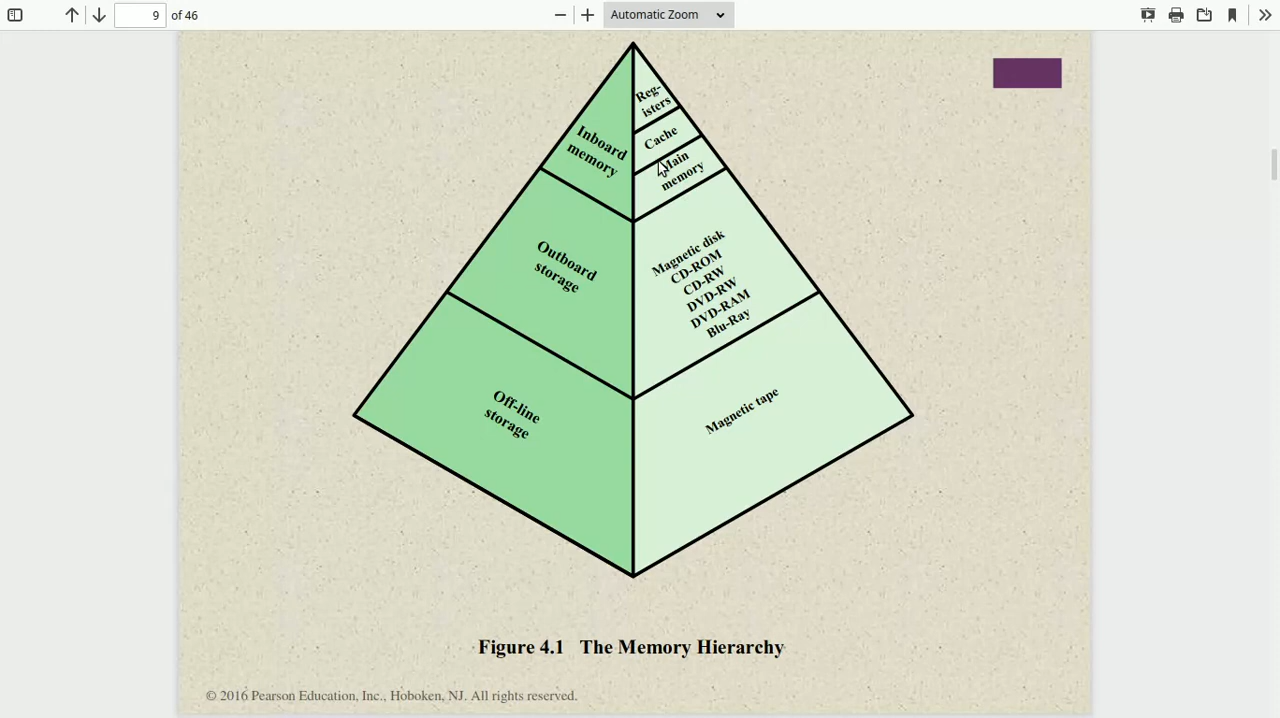 9 of 46
Automatic Zoom
Reg-
isters
Cache
Main
memory
Inboard
memory
Magnetic disk
CD-ROM
CD-RW
DVD-RW
DVD-RAM
Blu-Ray
Outboard
storage
Magnetic tape
Off-line
storage
Figure 4.1 The Memory Hierarchy
© 2016 Pearson Education, Inc., Hoboken, NJ. All rights reserved.